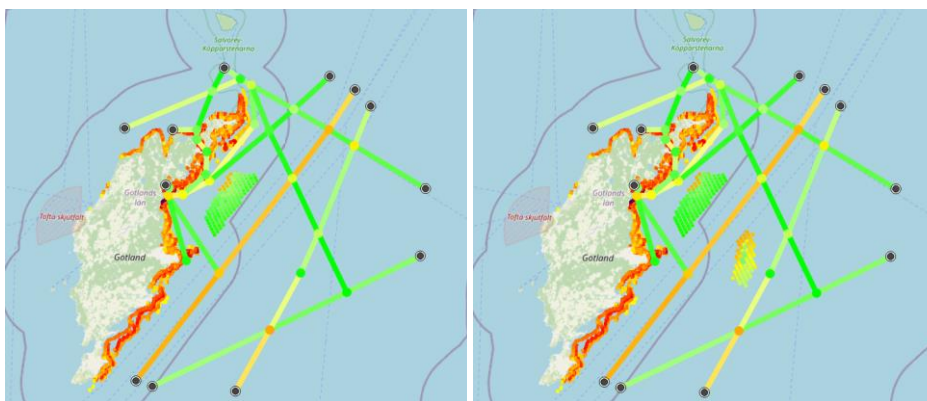 Salvorev-
Kopparstenarna
Gotlands
län
Tofta skjutfält
Gotland
Salvorev-
Kopparstenarna
Gotlands
län
Tofta skjutfält
Gotland